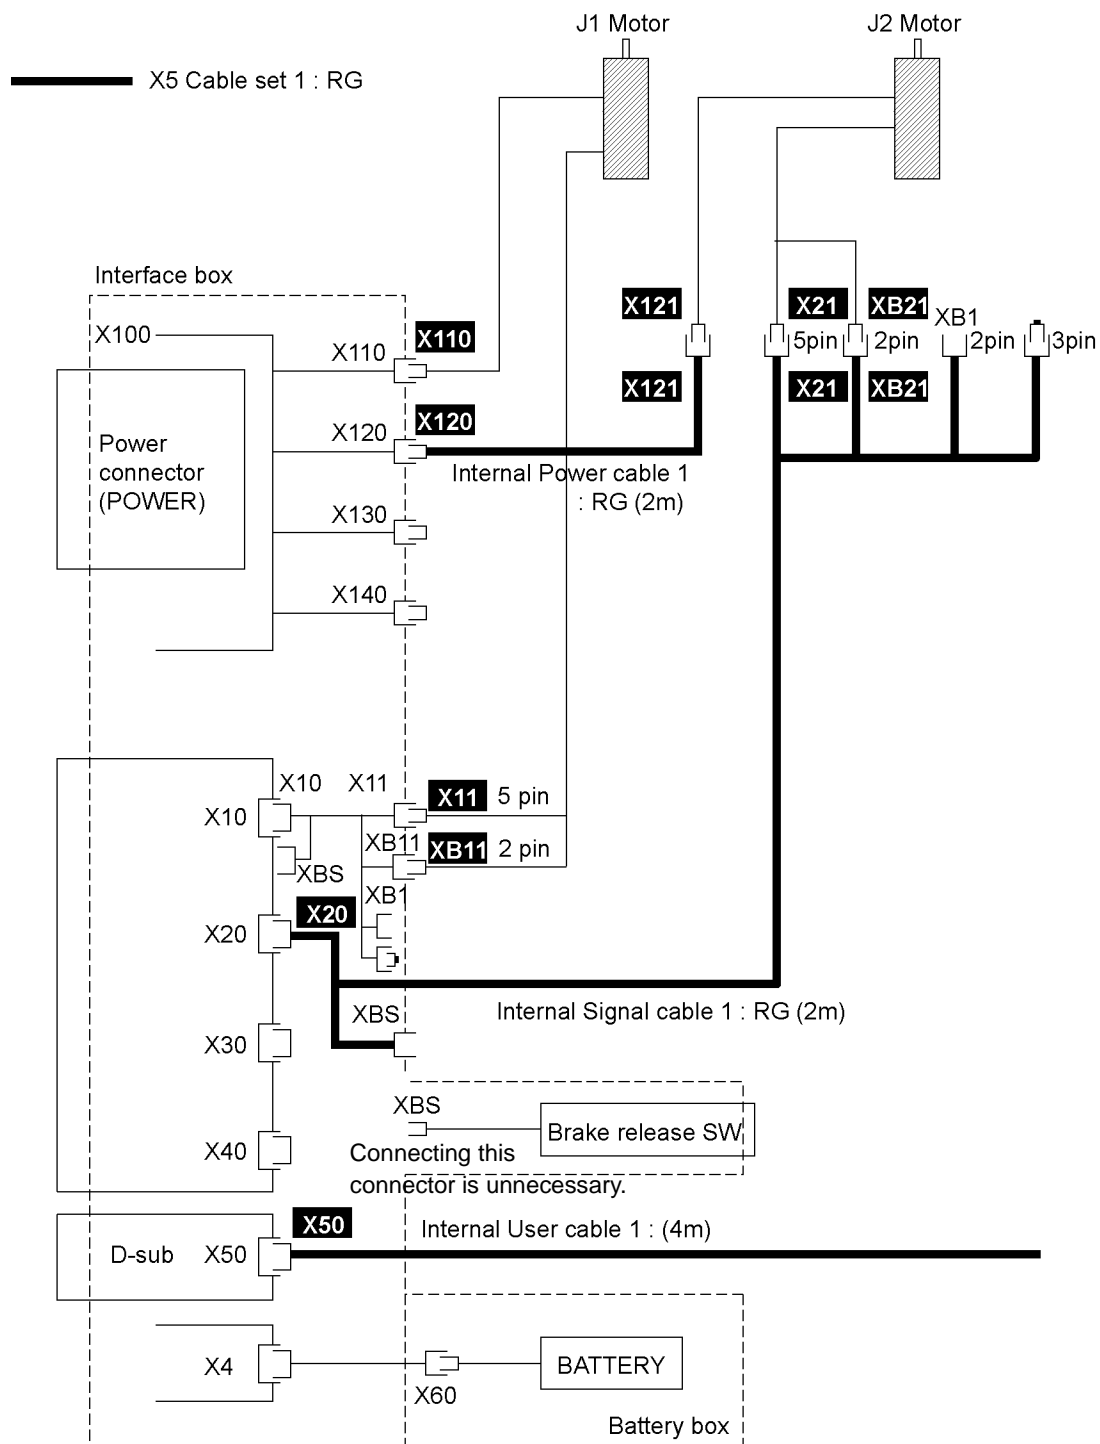 J1 Motor
J2 Motor
X5 Cable set 1 : RG
Interface box
X100
X110
X110
X121
X21
XB21
XB1
5pin
2pin
2pin
3pin
X121
X21
XB21
X120
X120
Power
connector
(POWER)
Internal Power cable 1
: RG (2m)
X130
X140
X10
X11
X10
X11
5 pin
XB11
XB11
2 pin
XBS
XB1
X20
X20
XBS
Internal Signal cable 1 : RG (2m)
X30
XBS
Brake release SW
X40
Connecting this
connector is unnecessary.
X50
Internal User cable 1 : (4m)
D-sub
X50
X4
BATTERY
X60
Battery box